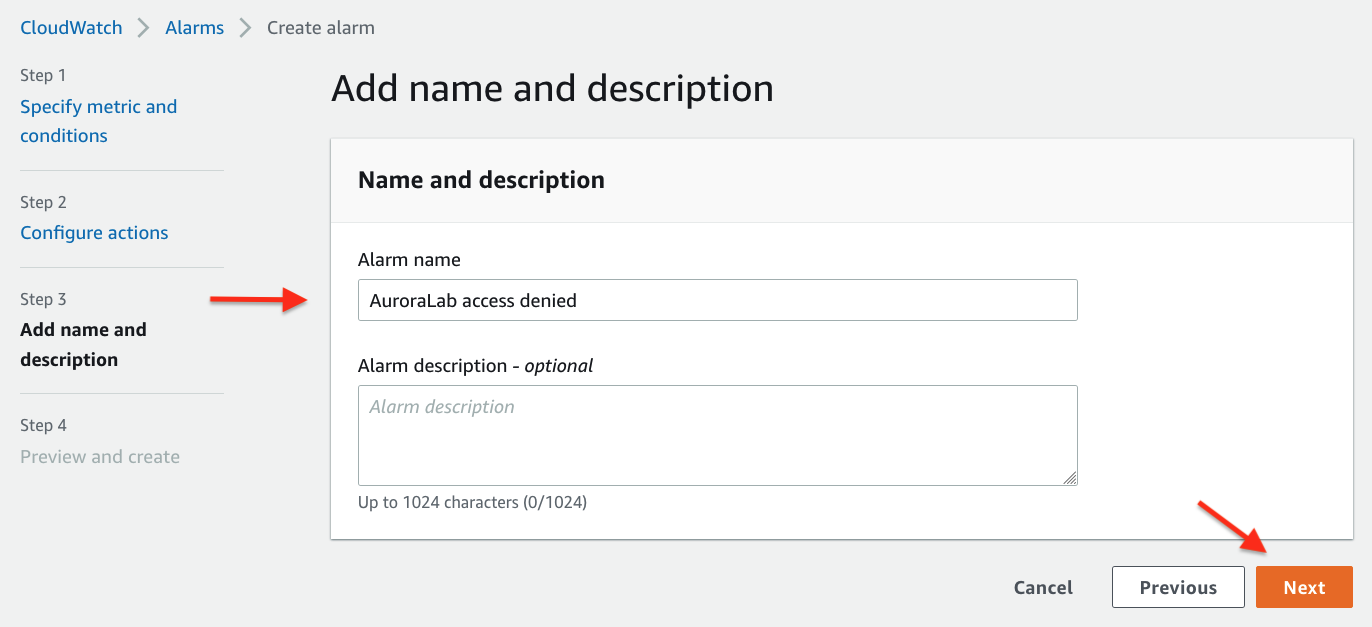 CloudWatch > Alarms > Create alarm
Step 1
Specify metric and
conditions
Step 2
Configure actions
Step 3
Add name and
description
Step 4
Preview and create
Add name and description
Name and description
Alarm name
AuroraLab access denied
Alarm description - optional
Alarm description
Up to 1024 characters (0/1024)
Cancel Previous Next